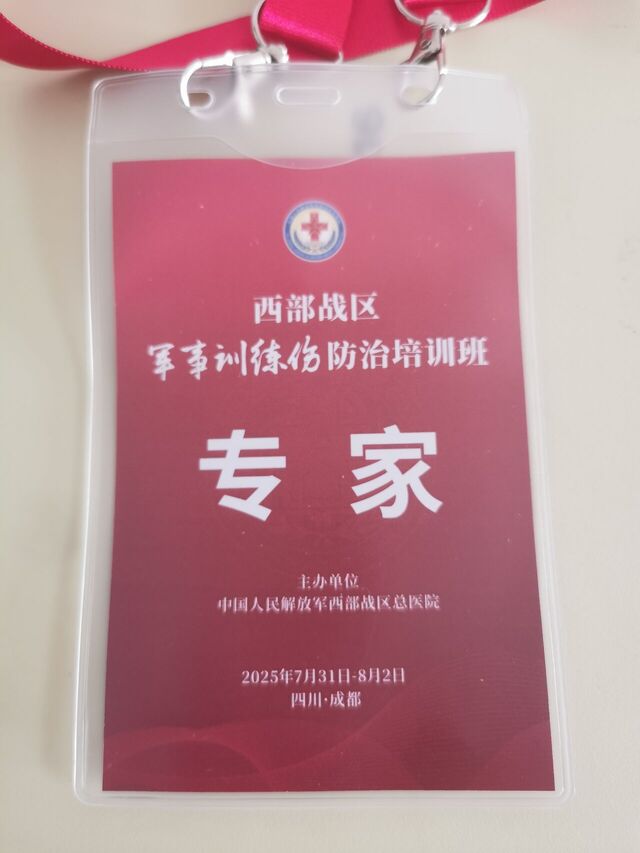 西部战区
军事训练伤防治培训班
专家
主办单位
中国人民解放军西部战区总医院
2025年7月31日-8月2日
四川·成都